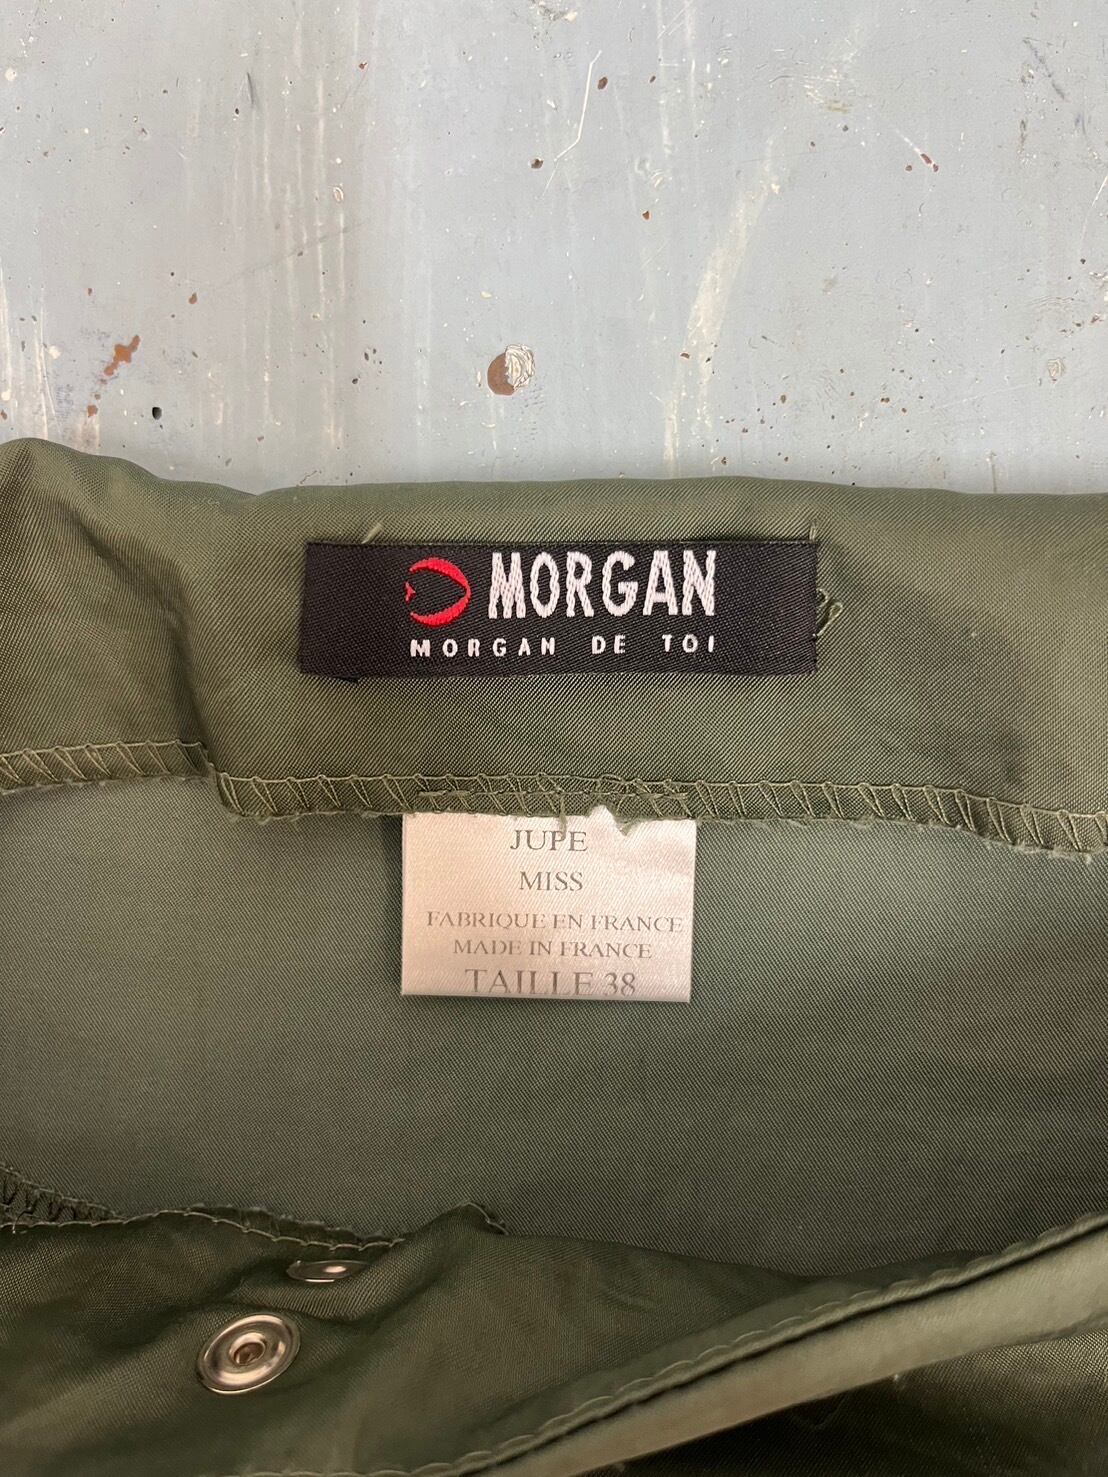 MORGAN
MORGAN DE TOI
JUPE
MISS
FABRIQUE EN FRANCE
MADE IN FRANCE
TAILLE 38